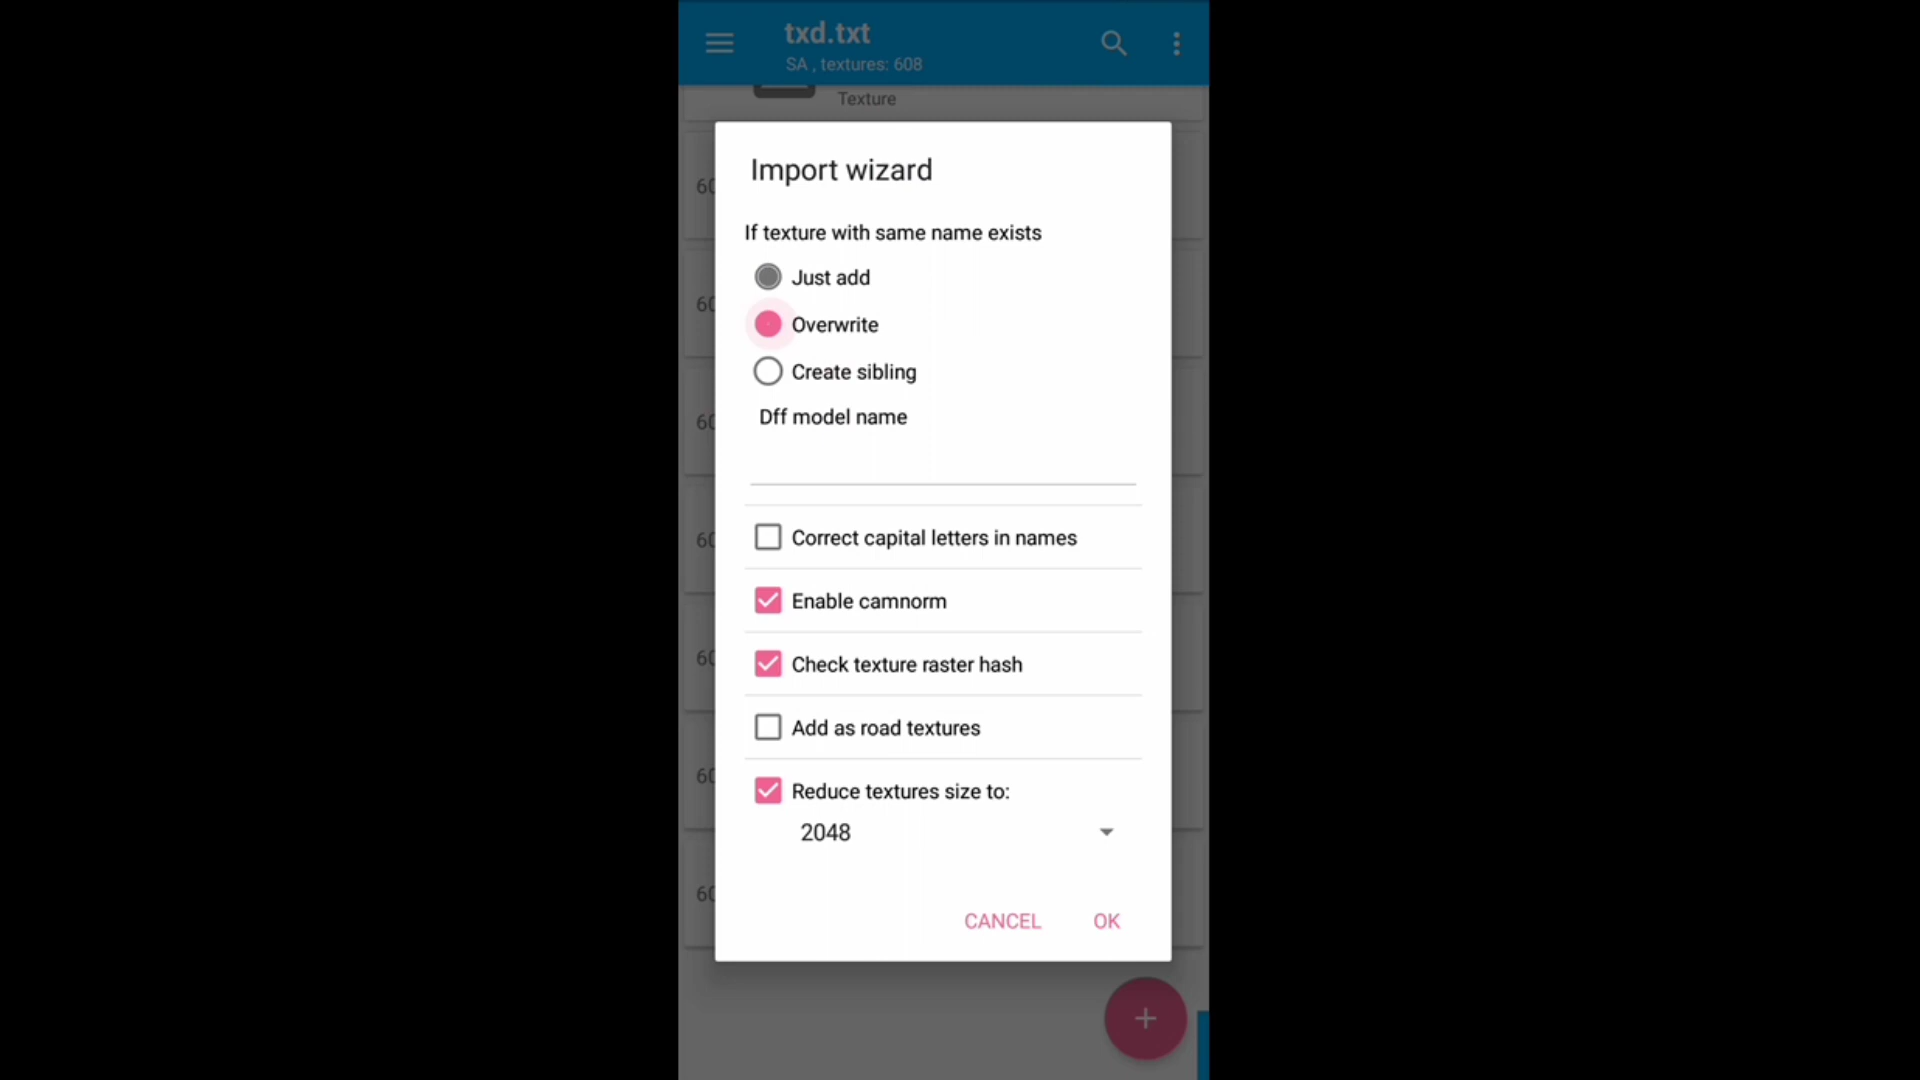 txd.txt
SA , textures: 608
Texture
Import wizard
If texture with same name exists
Just add
Overwrite
Create sibling
Dff model name
Correct capital letters in names
Enable camnorm
Check texture raster hash
Add as road textures
Reduce textures size to:
2048
CANCEL OK